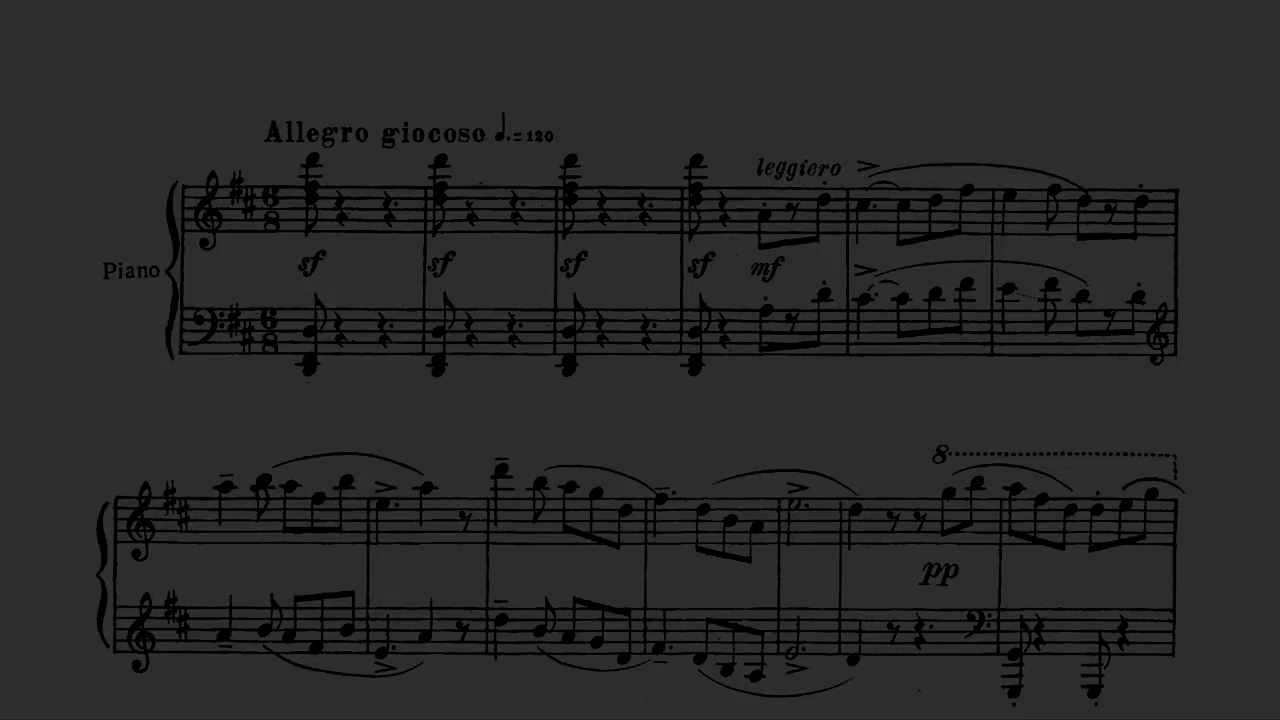 Allegro giocoso ♩. = 120
leggiero
Piano
sf sf sf sf mf
8
pp